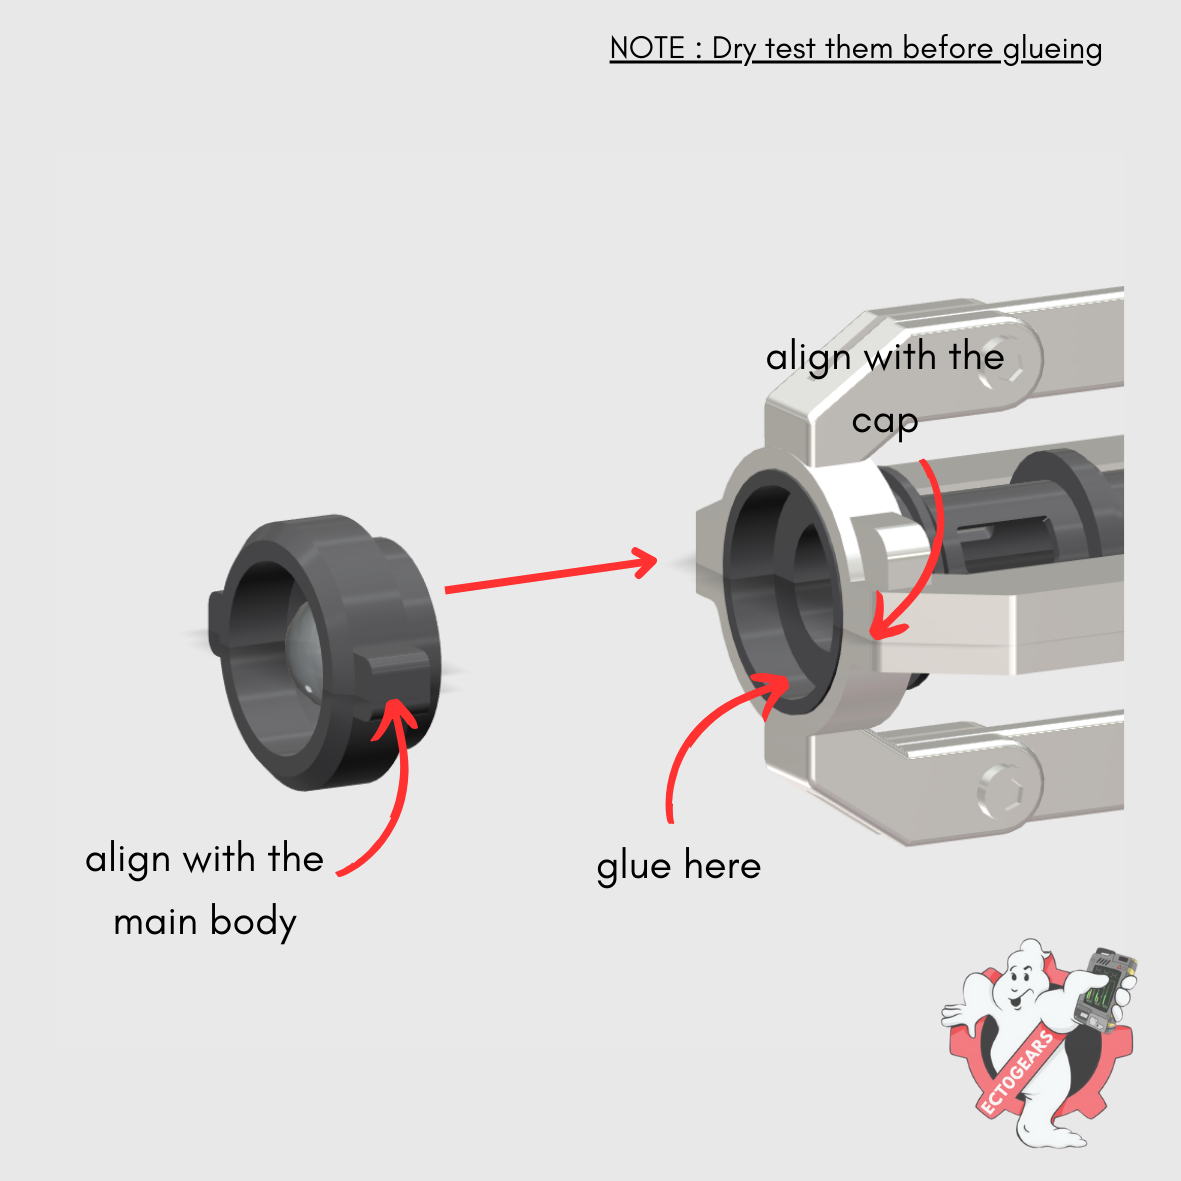 NOTE : Dry test them before glueing
align with the
cap
align with the
main body
glue here
ECTOGEARS